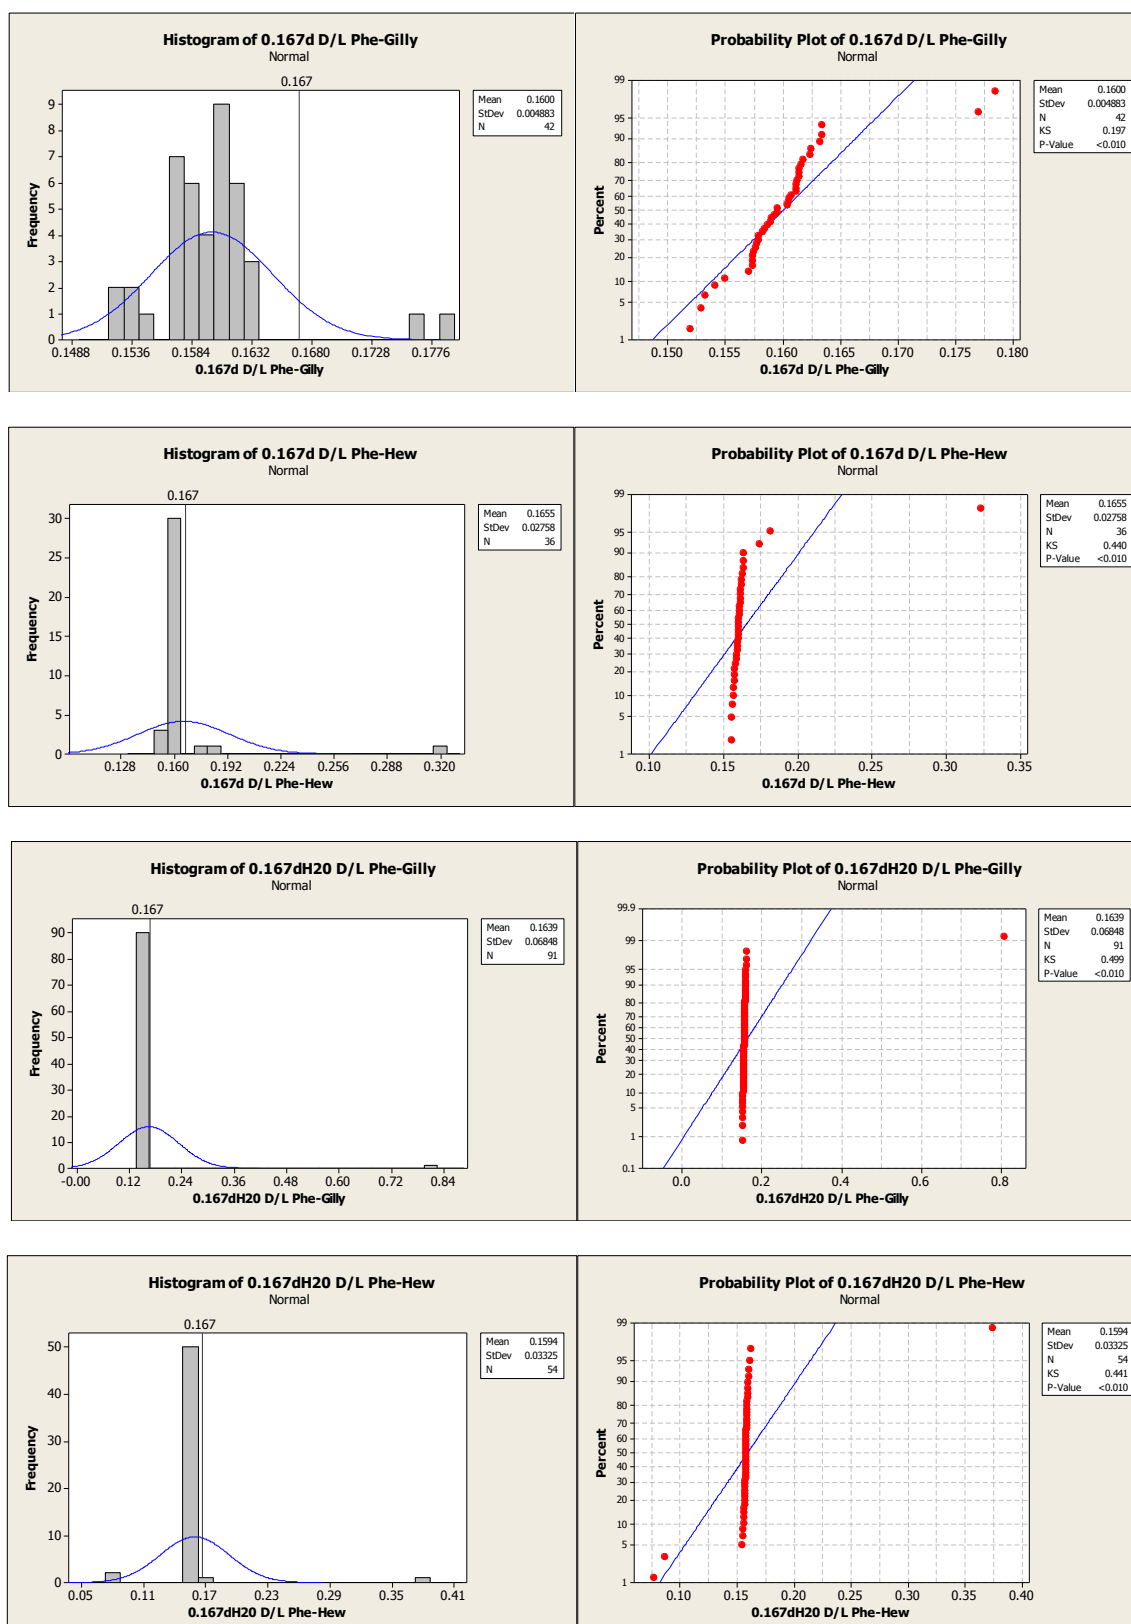 Histogram of 0.167d D/L Phe-Gilly
Normal
0.167
Mean 0.1600
StDev 0.004883
N 42
Frequency
9
8
7
6
5
4
3
2
1
0
0.1488 0.1536 0.1584 0.1632 0.1680 0.1728 0.1776
0.167d D/L Phe-Gilly
Probability Plot of 0.167d D/L Phe-Gilly
Normal
Mean 0.1600
StDev 0.004883
N 42
KS 0.197
P-Value <0.010
Percent
99
95
90
80
70
60
50
40
30
20
10
5
1
0.150 0.155 0.160 0.165 0.170 0.175 0.180
0.167d D/L Phe-Gilly
Histogram of 0.167d D/L Phe-Hew
Normal
0.167
Mean 0.1655
StDev 0.02758
N 36
Frequency
30
25
20
15
10
5
0
0.128 0.160 0.192 0.224 0.256 0.288 0.320
0.167d D/L Phe-Hew
Probability Plot of 0.167d D/L Phe-Hew
Normal
Mean 0.1655
StDev 0.02758
N 36
KS 0.440
P-Value <0.010
Percent
99
95
90
80
70
60
50
40
30
20
10
5
1
0.10 0.15 0.20 0.25 0.30 0.35
0.167d D/L Phe-Hew
Histogram of 0.167dH20 D/L Phe-Gilly
Normal
0.167
Mean 0.1639
StDev 0.06848
N 91
Frequency
90
80
70
60
50
40
30
20
10
0
-0.00 0.12 0.24 0.36 0.48 0.60 0.72 0.84
0.167dH20 D/L Phe-Gilly
Probability Plot of 0.167dH20 D/L Phe-Gilly
Normal
Mean 0.1639
StDev 0.06848
N 91
KS 0.499
P-Value <0.010
Percent
99.9
99
95
90
80
70
60
50
40
30
20
10
5
1
0.1
0.0 0.2 0.4 0.6 0.8
0.167dH20 D/L Phe-Gilly
Histogram of 0.167dH20 D/L Phe-Hew
Normal
0.167
Mean 0.1594
StDev 0.03325
N 54
Frequency
50
40
30
20
10
0
0.05 0.11 0.17 0.23 0.29 0.35 0.41
0.167dH20 D/L Phe-Hew
Probability Plot of 0.167dH20 D/L Phe-Hew
Normal
Mean 0.1594
StDev 0.03325
N 54
KS 0.441
P-Value <0.010
Percent
99
95
90
80
70
60
50
40
30
20
10
5
1
0.10 0.15 0.20 0.25 0.30 0.35 0.40
0.167dH20 D/L Phe-Hew